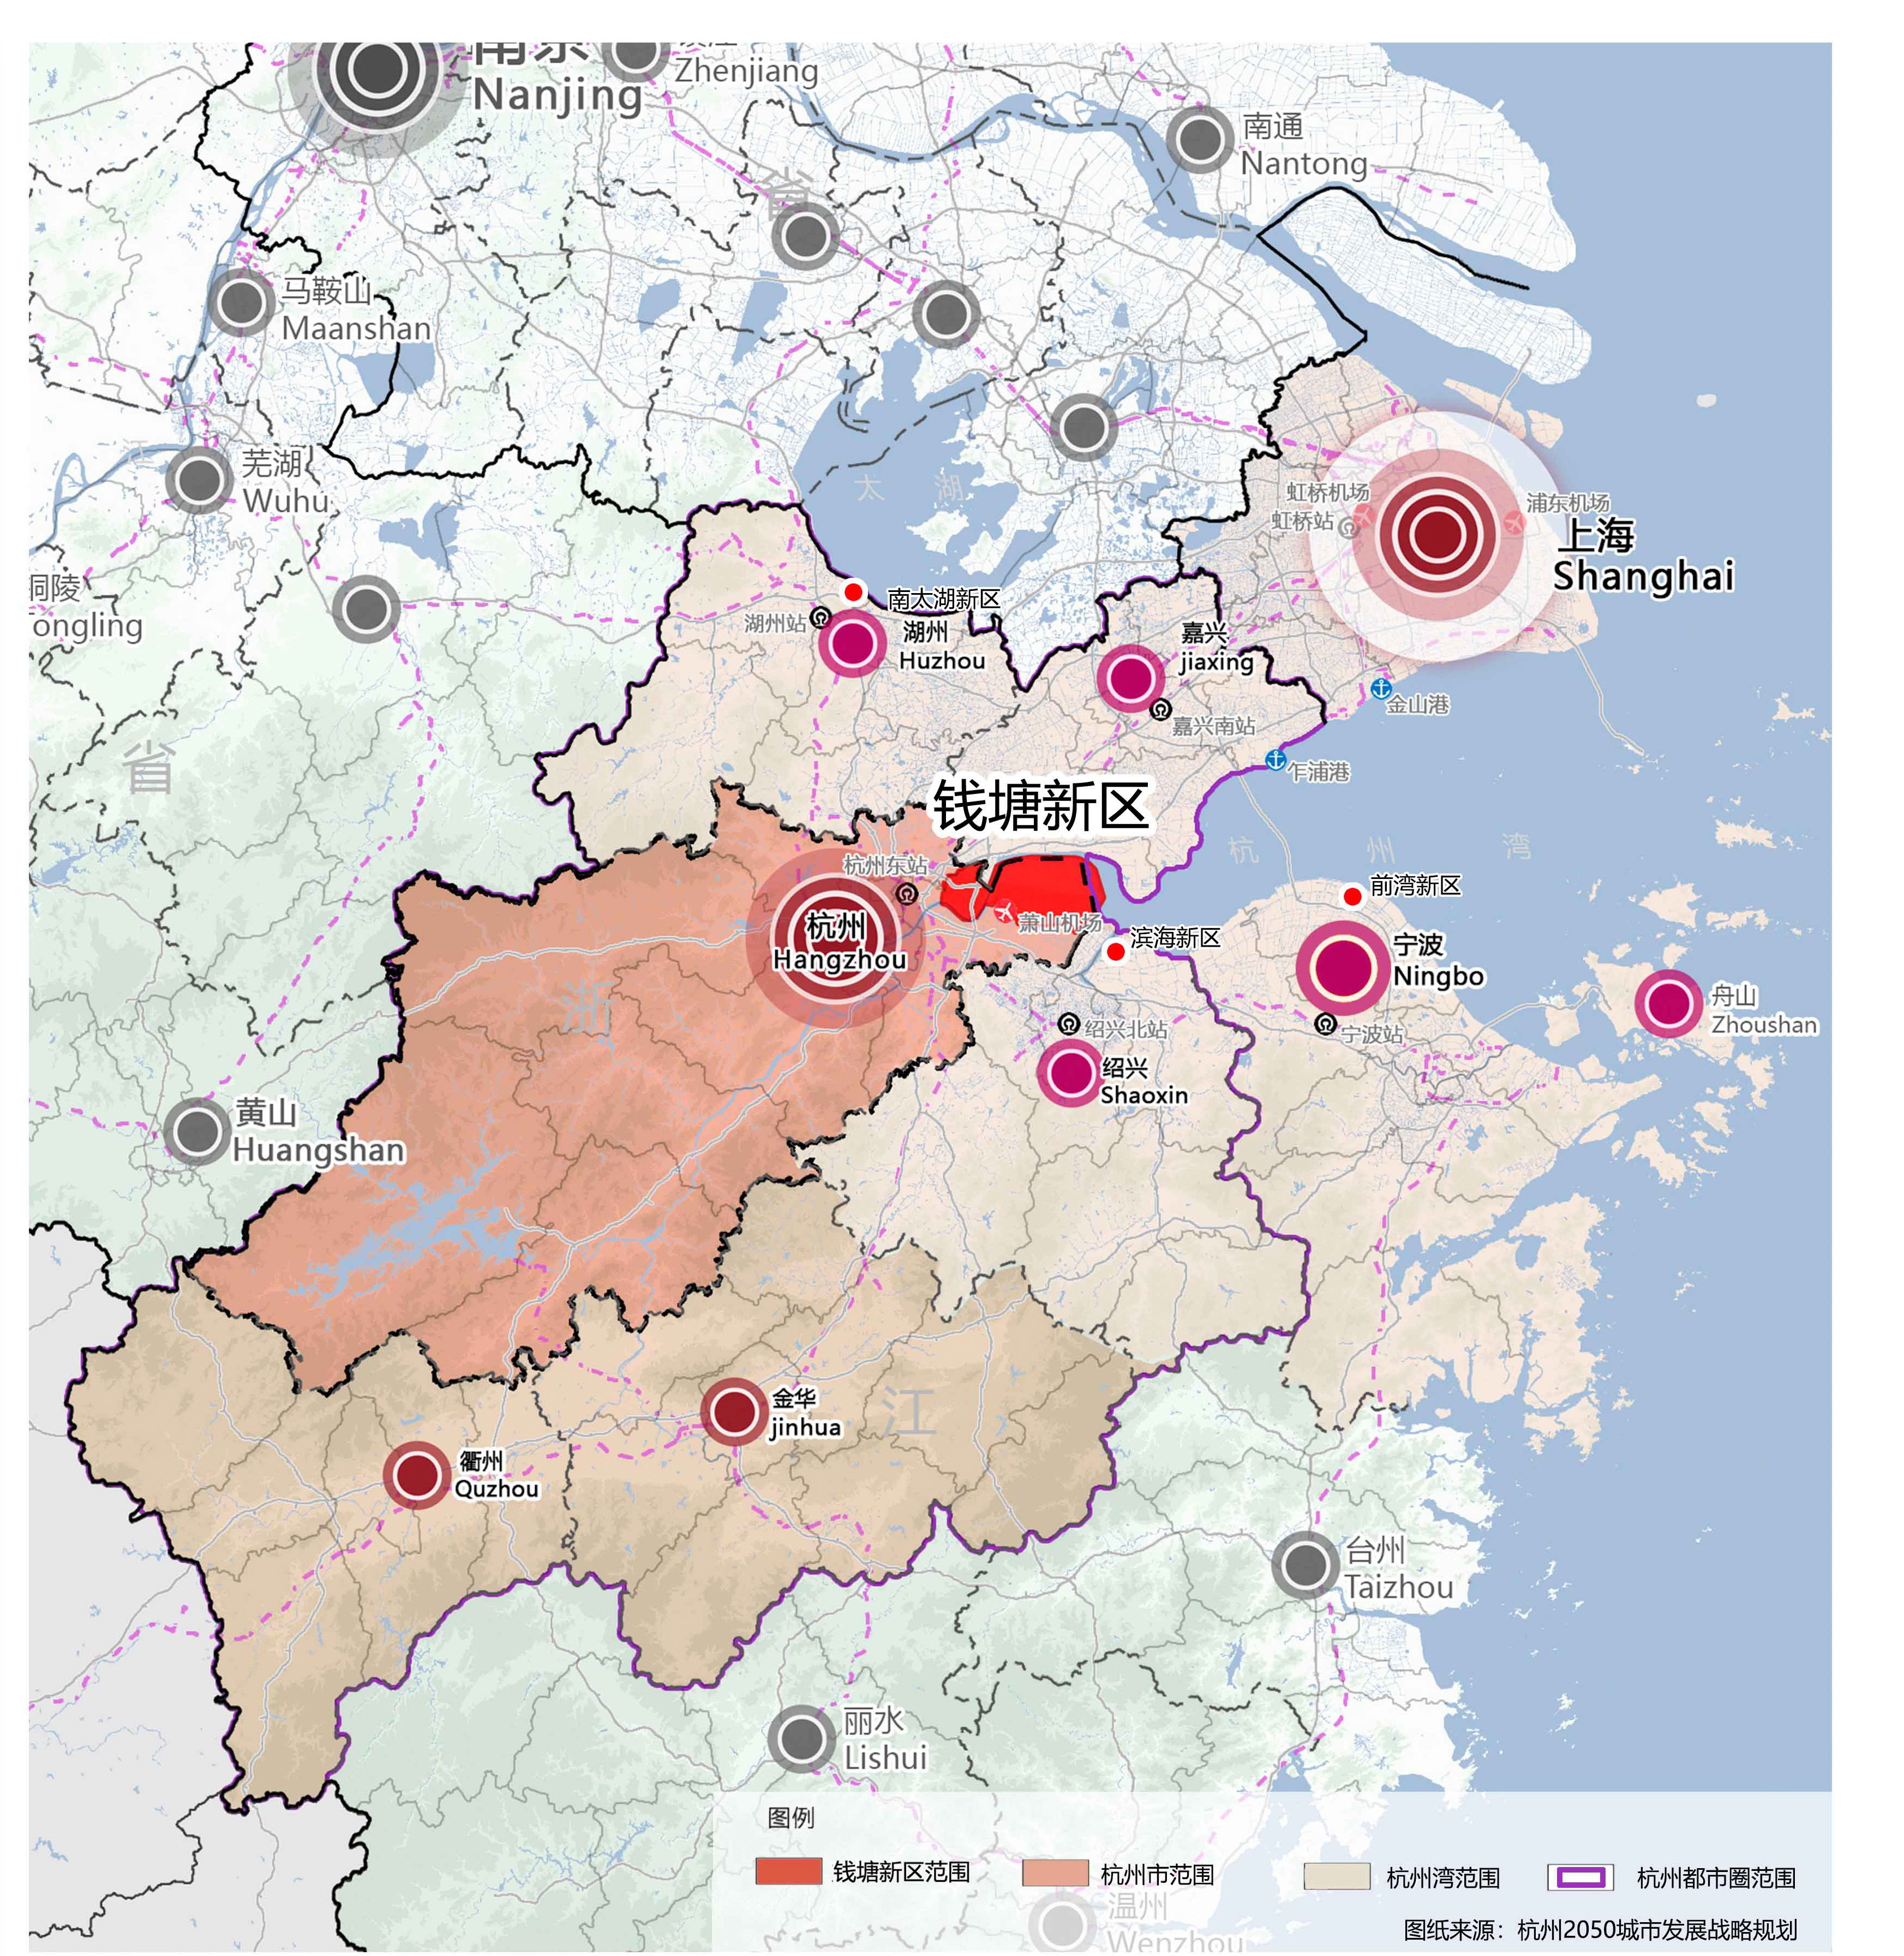 南京
Nanjing
Zhenjiang
南通
Nantong
省
江
马鞍山
Maanshan
江
芜湖
Wuhu
太 湖
虹桥机场
虹桥站
浦东机场
上海
Shanghai
铜陵
ongling
南太湖新区
湖州站
湖州
Huzhou
嘉兴
jiaxing
嘉兴南站
金山港
乍浦港
省
钱塘新区
杭 州 湾
杭州东站
萧山机场
杭州
Hangzhou
前湾新区
滨海新区
宁波
Ningbo
宁波站
舟山
Zhoushan
浙
绍兴北站
绍兴
Shaoxin
黄山
Huangshan
金华
jinhua
江
衢州
Quzhou
台州
Taizhou
丽水
Lishui
图例
钱塘新区范围
杭州市范围
杭州湾范围
杭州都市圈范围
温州
Wenzhou
图纸来源：杭州2050城市发展战略规划